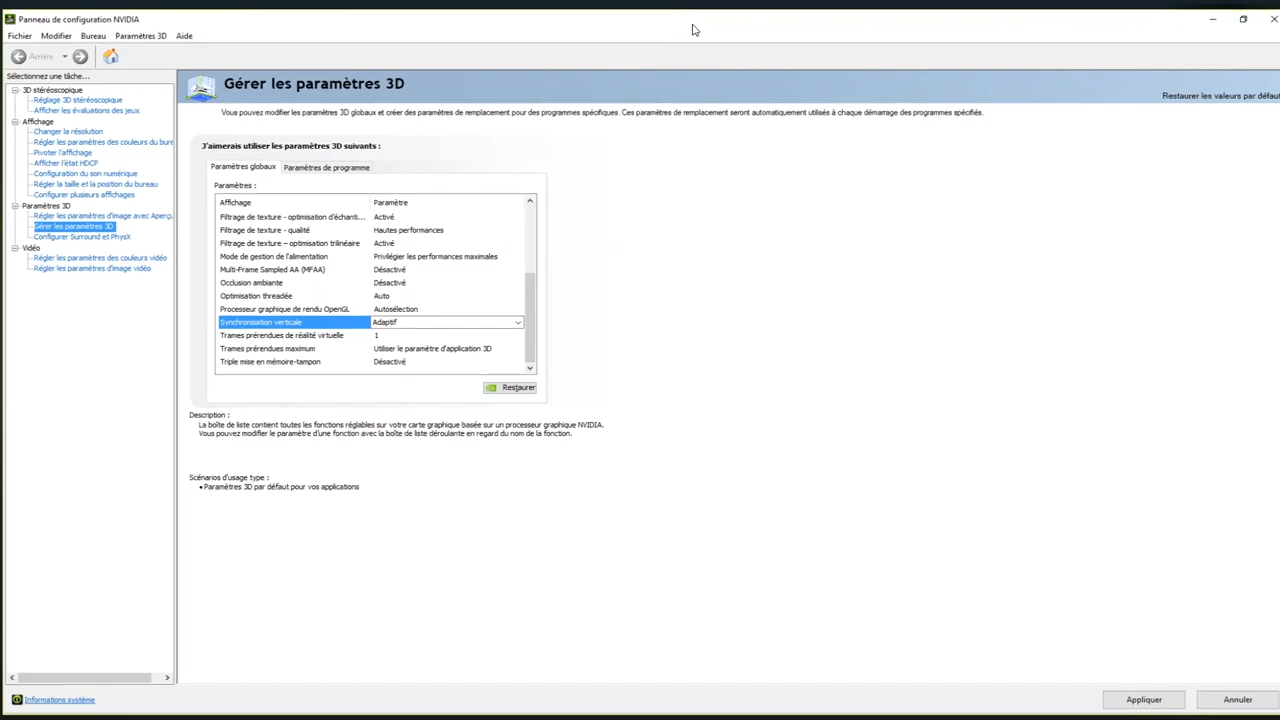 Panneau de configuration NVIDIA
Fichier Modifier Bureau Paramètres 3D Aide
Arrière
Sélectionnez une tâche...
3D stéréoscopique
Réglage 3D stéréoscopique
Afficher les évaluations des jeux
Affichage
Changer la résolution
Régler les paramètres des couleurs du bure
Pivoter l'affichage
Afficher l'état HDCP
Configuration du son numérique
Régler la taille et la position du bureau
Configurer plusieurs affichages
Paramètres 3D
Régler les paramètres d'image avec Aperç
Gérer les paramètres 3D
Configurer Surround et PhysX
Vidéo
Régler les paramètres des couleurs vidéo
Régler les paramètres d'image vidéo
Informations système
Gérer les paramètres 3D
Restaurer les valeurs par défaut
Vous pouvez modifier les paramètres 3D globaux et créer des paramètres de remplacement pour des programmes spécifiques. Ces paramètres de remplacement seront automatiquement utilisés à chaque démarrage des programmes spécifiés.
J'aimerais utiliser les paramètres 3D suivants :
Paramètres globaux Paramètres de programme
Paramètres :
Affichage Paramètre
Filtrage de texture - optimisation d'échanti... Activé
Filtrage de texture - qualité Hautes performances
Filtrage de texture – optimisation trilinéaire Activé
Mode de gestion de l'alimentation Privilégier les performances maximales
Multi-Frame Sampled AA (MFAA) Désactivé
Occlusion ambiante Désactivé
Optimisation threadée Auto
Processeur graphique de rendu OpenGL Autosélection
Synchronisation verticale Adaptif
Trames prérendues de réalité virtuelle 1
Trames prérendues maximum Utiliser le paramètre d'application 3D
Triple mise en mémoire-tampon Désactivé
Restaurer
Description :
La boîte de liste contient toutes les fonctions réglables sur votre carte graphique basée sur un processeur graphique NVIDIA.
Vous pouvez modifier le paramètre d'une fonction avec la boîte de liste déroulante en regard du nom de la fonction.
Scénarios d'usage type :
• Paramètres 3D par défaut pour vos applications
Appliquer Annuler